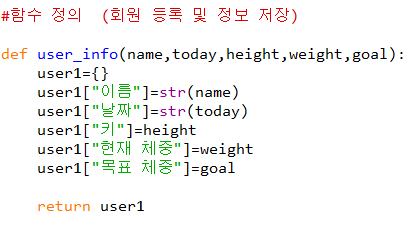 #함수 정의  (회원 등록 및 정보 저장)
def user_info(name,today,height,weight,goal):
    user1={}
    user1["이름"]=str(name)
    user1["날짜"]=str(today)
    user1["키"]=height
    user1["현재 체중"]=weight
    user1["목표 체중"]=goal
    return user1